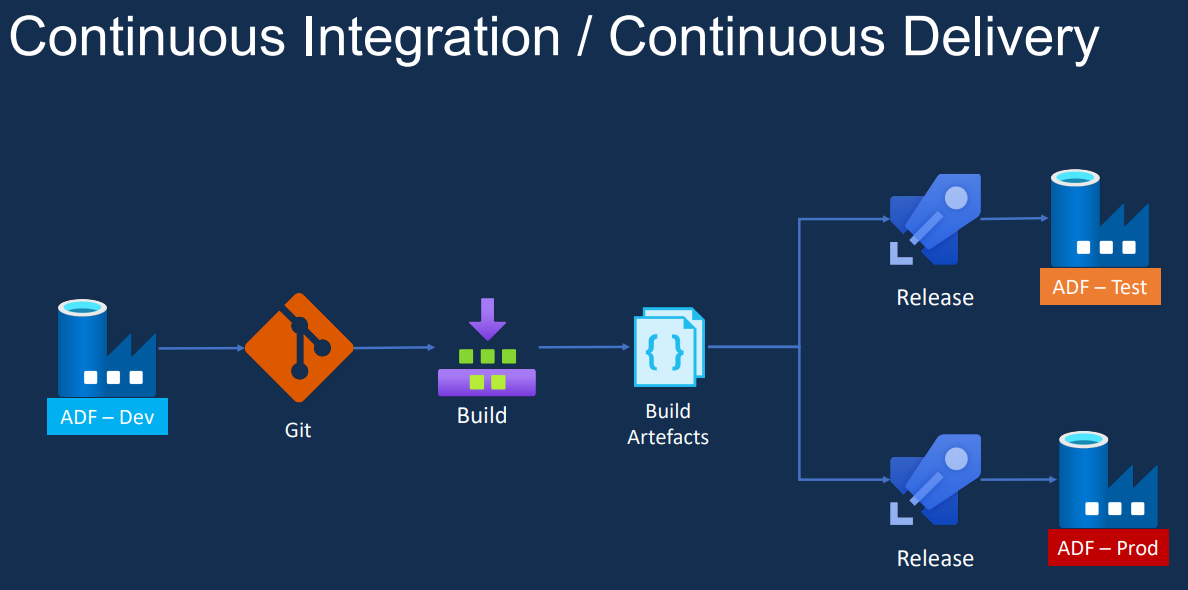 Continuous Integration / Continuous Delivery
Release
ADF – Test
ADF – Dev
Git
Build
{ }
Build
Artefacts
Release
ADF – Prod